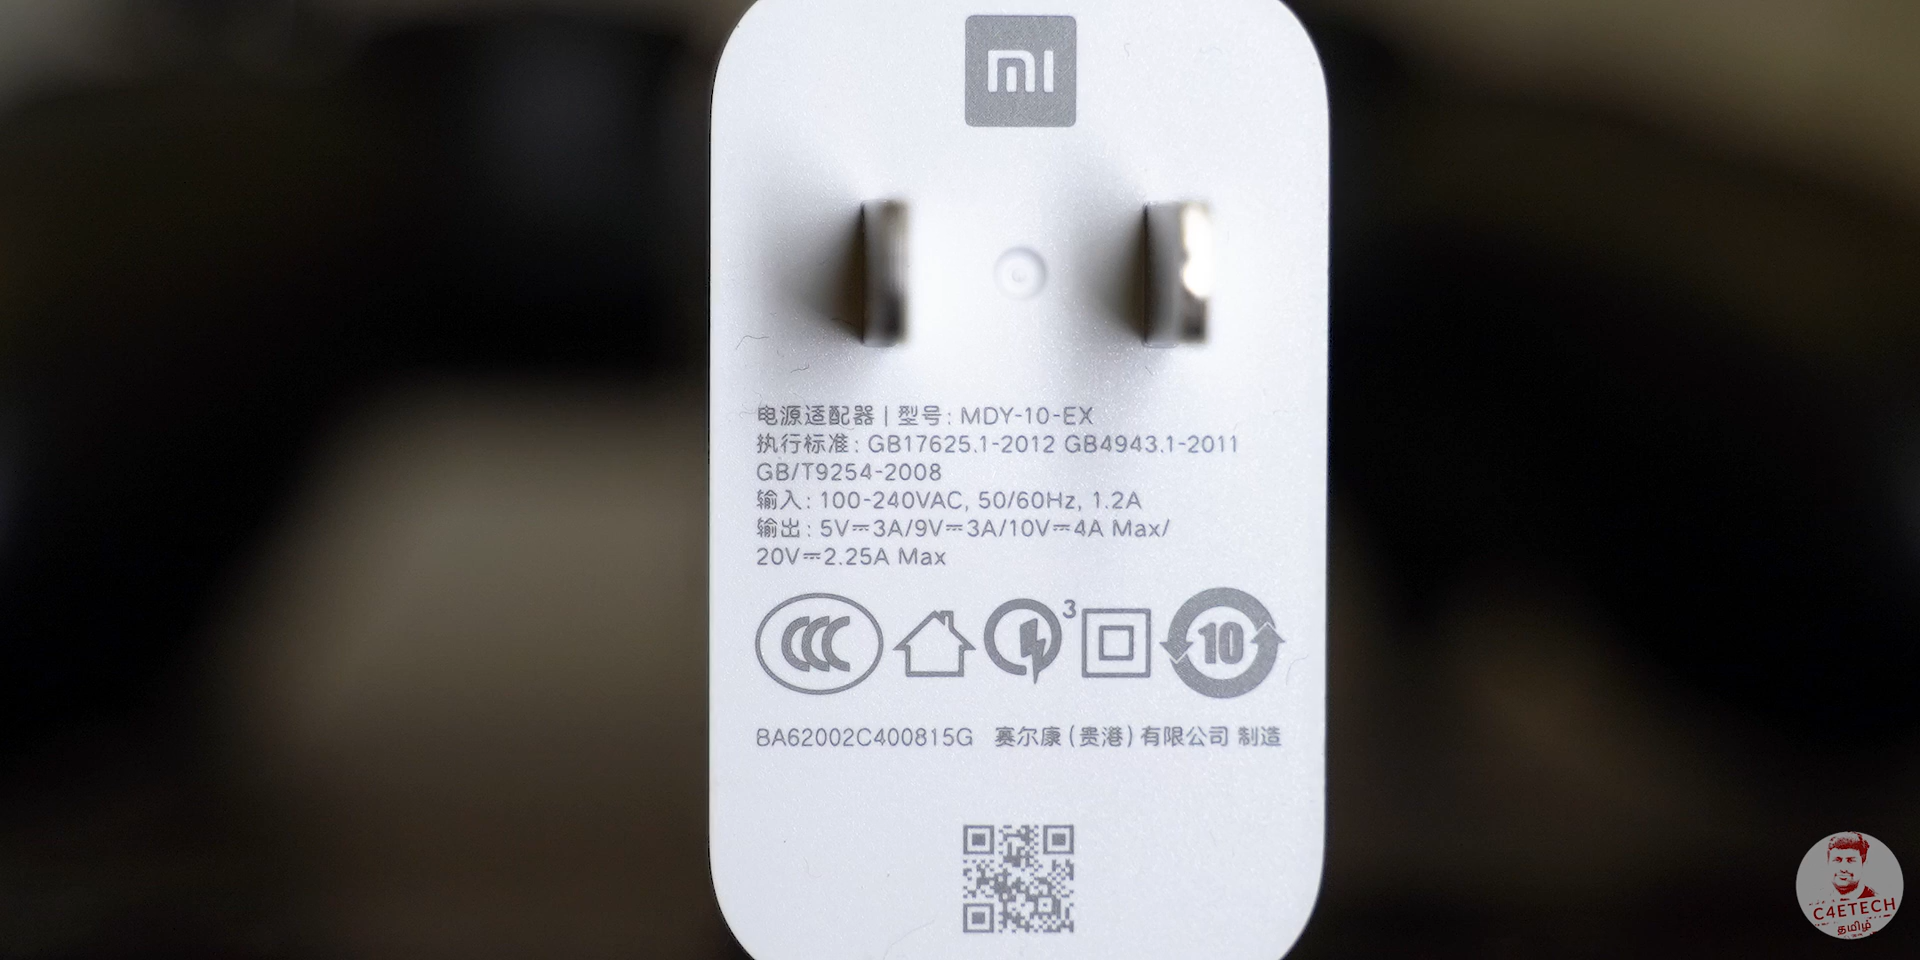 mi
电源适配器 | 型号: MDY-10-EX
执行标准: GB17625.1-2012 GB4943.1-2011
GB/T9254-2008
输入: 100-240VAC, 50/60Hz, 1.2A
输出: 5V⎓3A/9V⎓3A/10V⎓4A Max/
20V⎓2.25A Max
CCC 3 10
BA62002C400815G 赛尔康(贵港)有限公司 制造
C4ETECH
தமிழ்